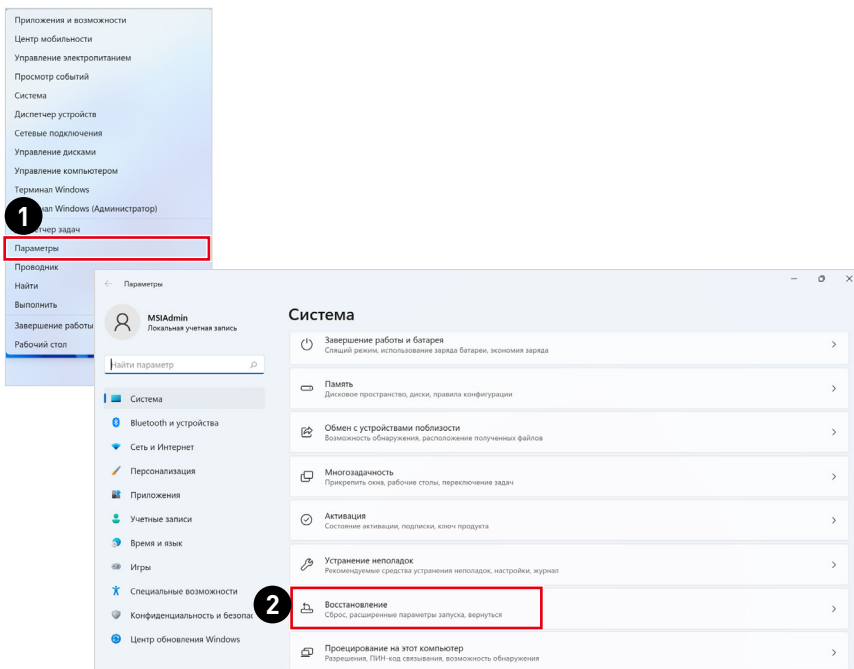 Приложения и возможности
Центр мобильности
Управление электропитанием
Просмотр событий
Система
Диспетчер устройств
Сетевые подключения
Управление дисками
Управление компьютером
Терминал Windows
Windows (Администратор)
1
задач
Параметры
Проводник
Найти
Выполнить
Завершение работы
Рабочий стол
Параметры
MSIAdmin
Локальная учетная запись
Найти параметр
Система
Bluetooth и устройства
Сеть и Интернет
Персонализация
Приложения
Учетные записи
Время и язык
Игры
Специальные возможности
Конфиденциальность и безопас
Центр обновления Windows
Система
Завершение работы и батарея
Спящий режим, использование заряда батареи, экономия заряда
Память
Дисковое пространство, диски, правила конфигурации
Обмен с устройствами поблизости
Возможность обнаружения, расположение полученных файлов
Многозадачность
Прикрепить окна, рабочие столы, переключение задач
Активация
Состояние активации, подписки, ключ продукта
Устранение неполадок
Рекомендуемые средства устранения неполадок, настройки, журнал
2
Восстановление
Сброс, расширенные параметры запуска, вернуться
Проецирование на этот компьютер
Разрешения, ПИН-код связывания, возможность обнаружения